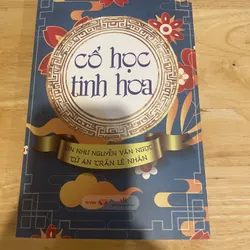 cổ học
tinh hoa
ÔN NHƯ NGUYỄN VĂN NGỌC
TỬ AN TRẦN LÊ NHÂN